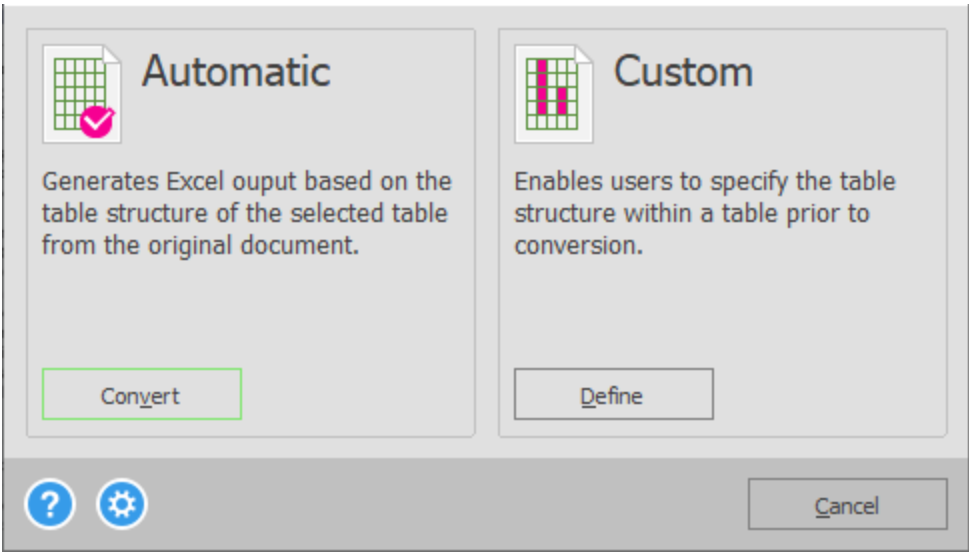 Automatic
Generates Excel ouput based on the
table structure of the selected table
from the original document.
Convert
Custom
Enables users to specify the table
structure within a table prior to
conversion.
Define
?
Cancel